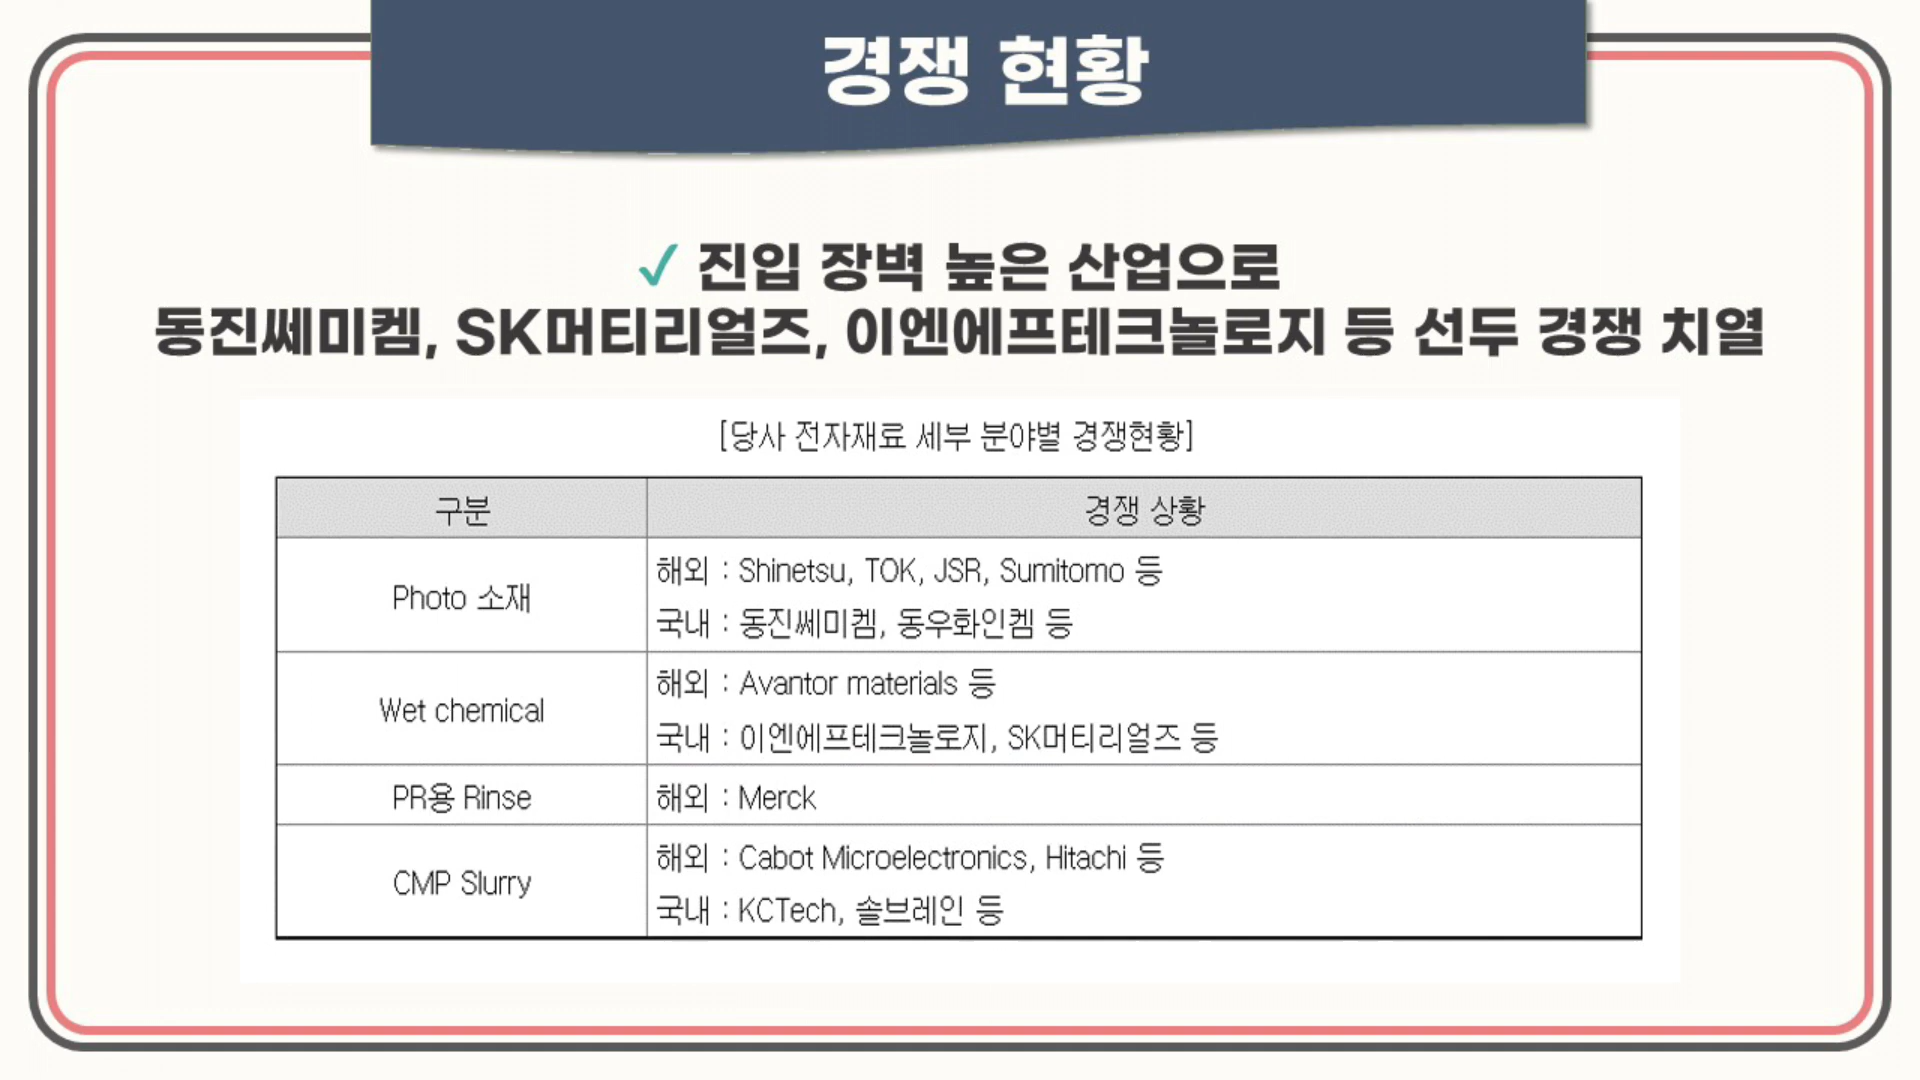 경쟁 현황
✓ 진입 장벽 높은 산업으로
동진쎄미켐, SK머티리얼즈, 이엔에프테크놀로지 등 선두 경쟁 치열
[당사 전자재료 세부 분야별 경쟁현황]
구분 경쟁 상황
Photo 소재
해외 : Shinetsu, TOK, JSR, Sumitomo 등
국내 : 동진쎄미켐, 동우화인켐 등
Wet chemical
해외 : Avantor materials 등
국내 : 이엔에프테크놀로지, SK머티리얼즈 등
PR용 Rinse
해외 : Merck
CMP Slurry
해외 : Cabot Microelectronics, Hitachi 등
국내 : KCTech, 솔브레인 등